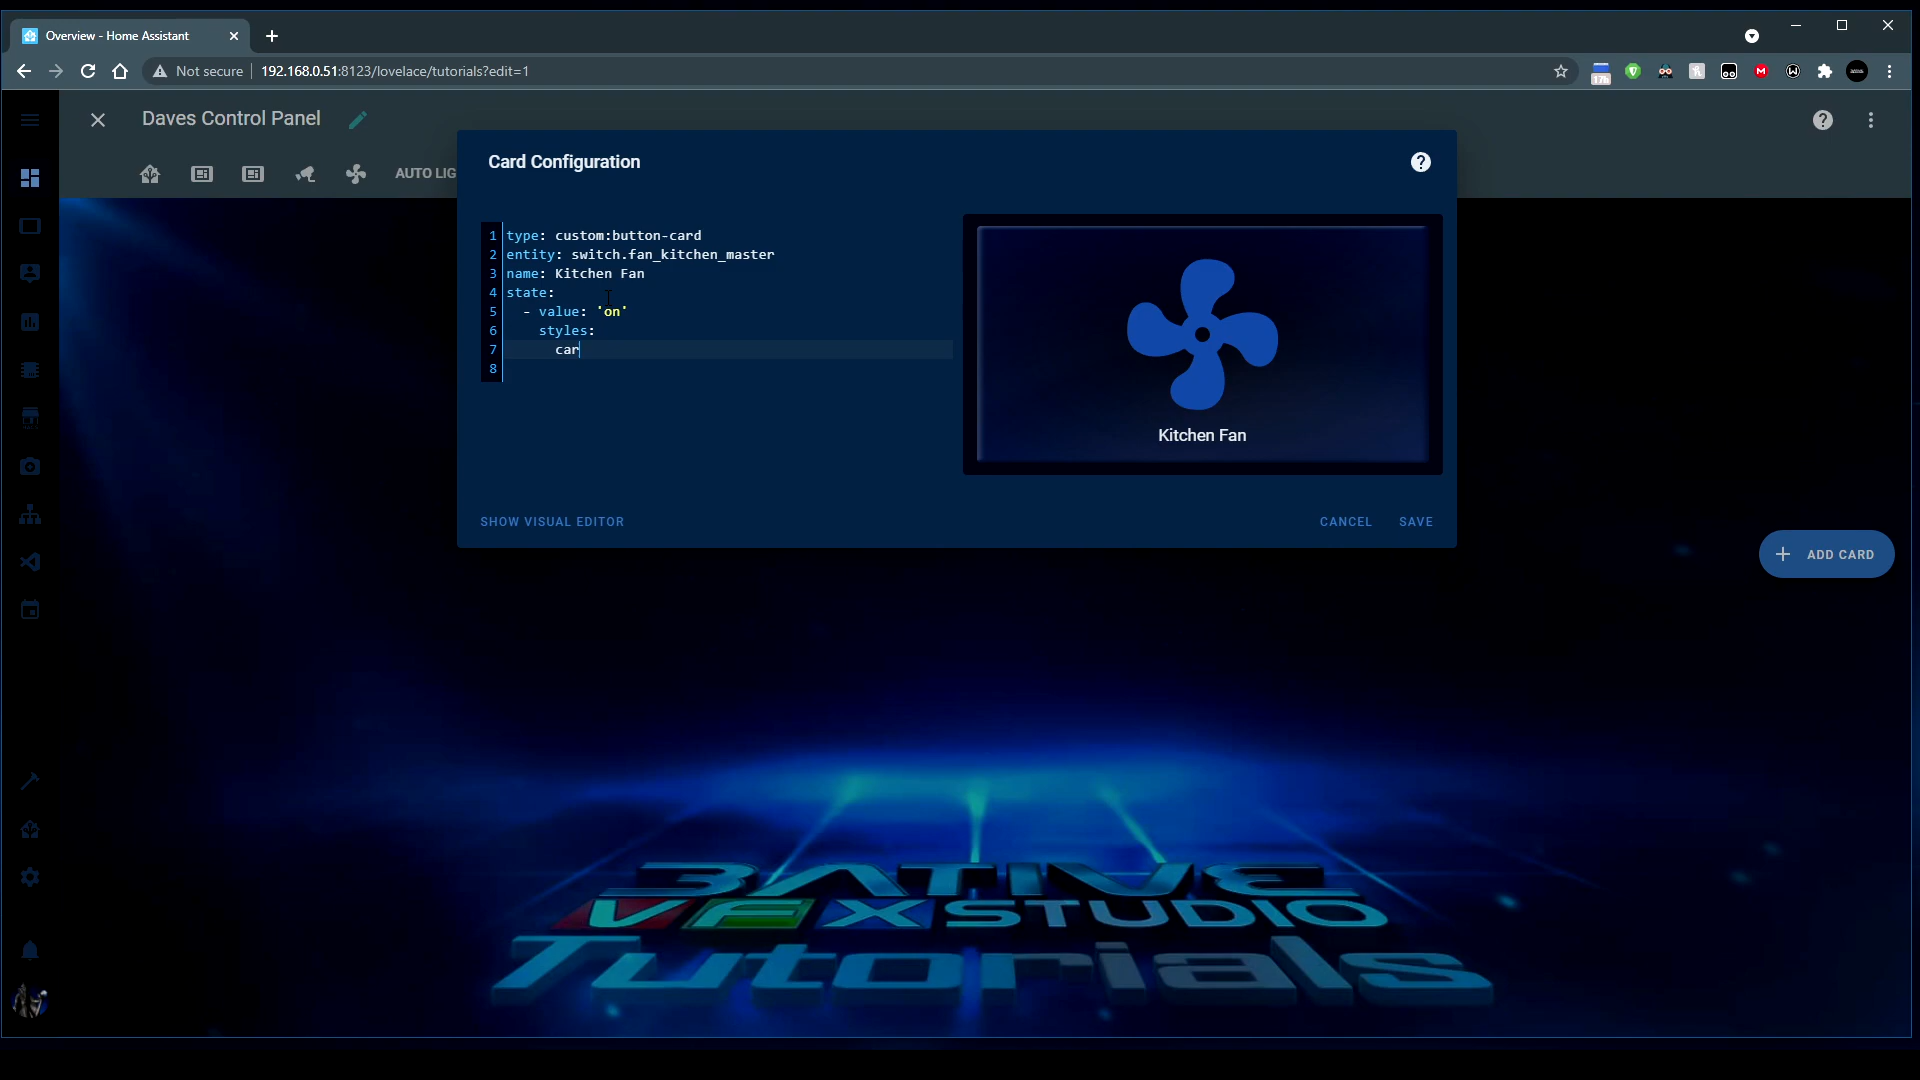 Overview - Home Assistant
Not secure
192.168.0.51:8123/lovelace/tutorials?edit=1
17h
Daves Control Panel
AUTO LIG
Card Configuration
1 type: custom:button-card
2 entity: switch.fan_kitchen_master
3 name: Kitchen Fan
4 state:
5 - value: 'on'
6 styles:
7 car
8
Kitchen Fan
SHOW VISUAL EDITOR
CANCEL
SAVE
ADD CARD
3ATIVE
VFX STUDIO
Tutorials